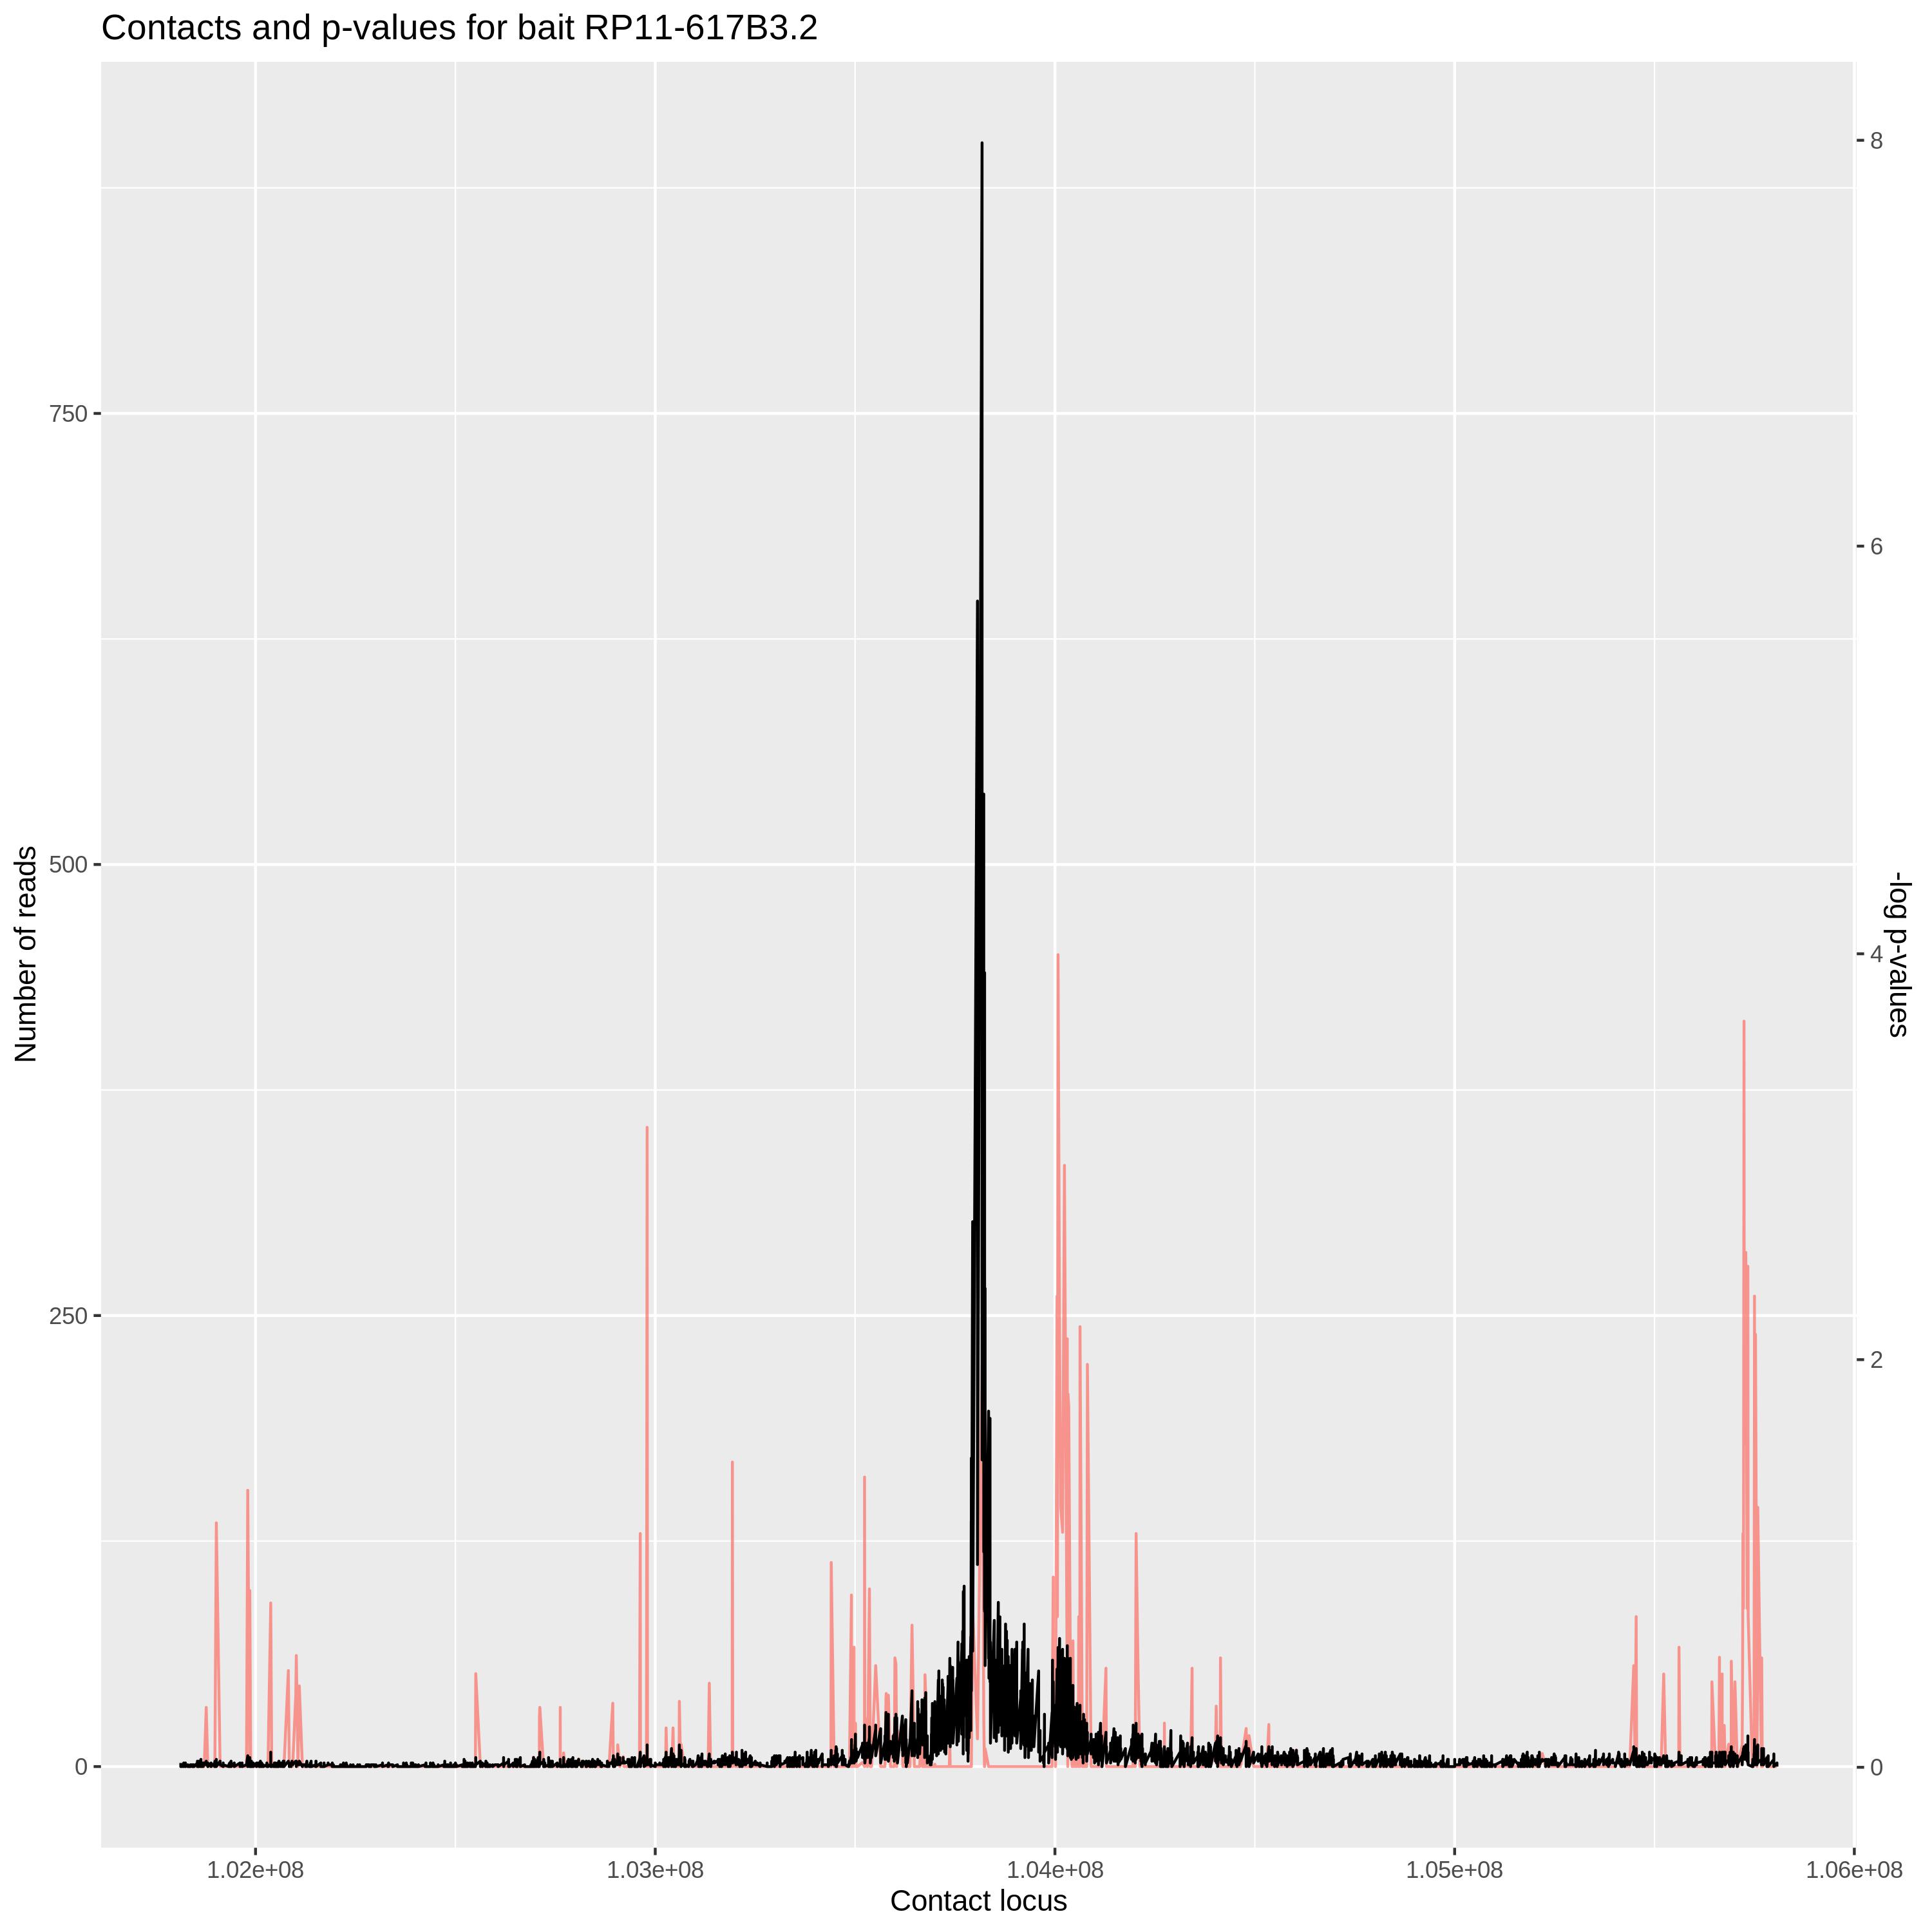 Contacts and p-values for bait RP11-617B3.2
Number of reads
750
500
250
0
8
6
4
2
0
-log p-values
1.02e+08
1.03e+08
1.04e+08
1.05e+08
1.06e+08
Contact locus